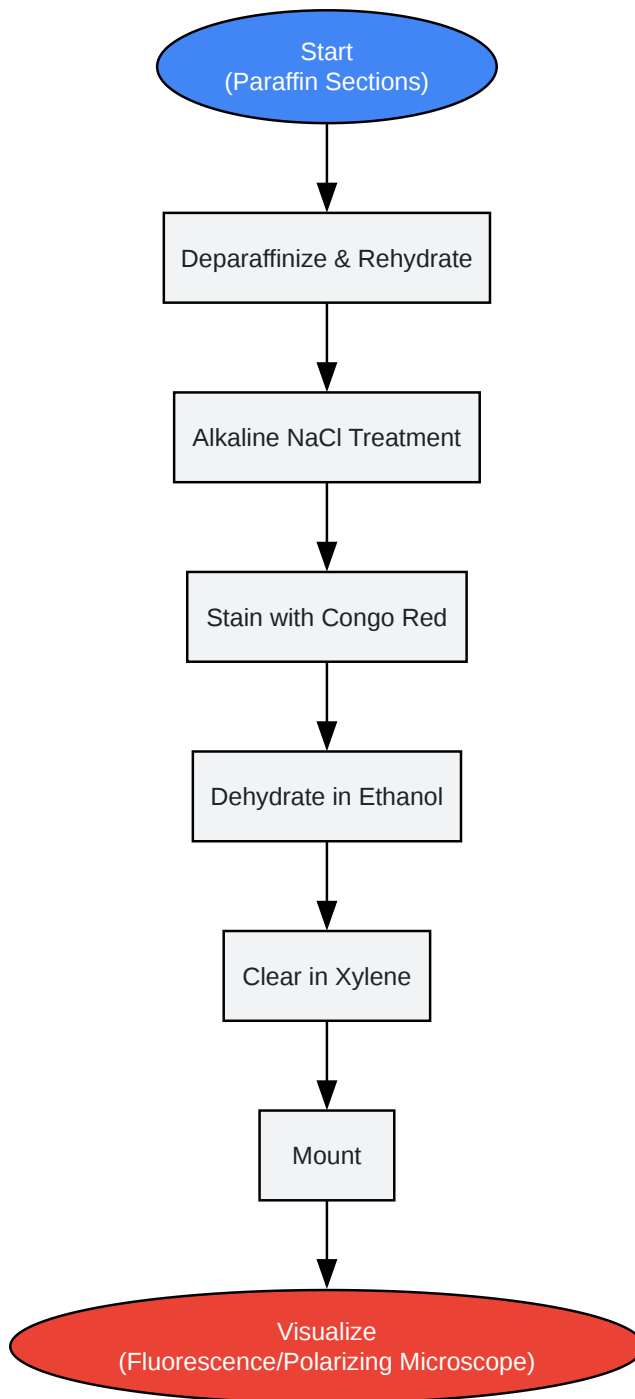 Start
(Paraffin Sections)
Deparaffinize & Rehydrate
Alkaline NaCl Treatment
Stain with Congo Red
Dehydrate in Ethanol
Clear in Xylene
Mount
Visualize
(Fluorescence/Polarizing Microscope)